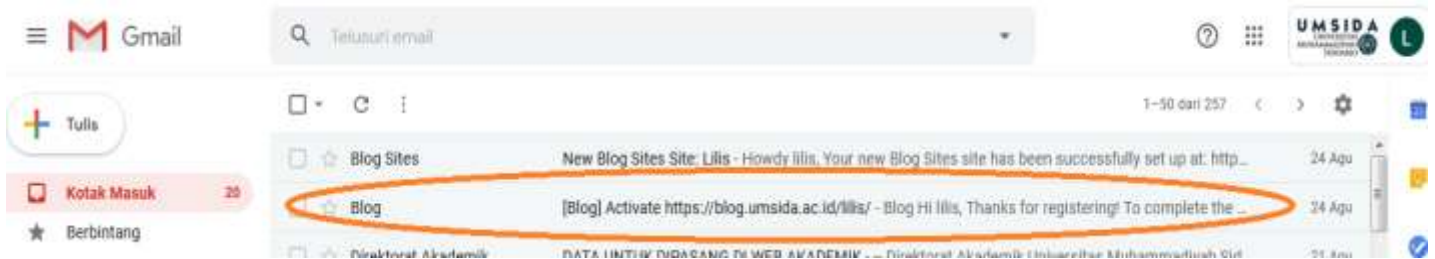 Gmail
Telusuri email
UMSIDA
L
Tulis
1–50 dari 257
Blog Sites New Blog Sites Site: Lilis - Howdy lilis, Your new Blog Sites site has been successfully set up at: http... 24 Agu
Kotak Masuk 20
Blog [Blog] Activate https://blog.umsida.ac.id/lilis/ - Blog Hi lilis, Thanks for registering! To complete the ... 24 Agu
Berbintang
Direktorat Akademik DATA UNTUK DIPASANG DI WEB AKADEMIK - – Direktorat Akademik Universitas Muhammadiyah Sid... 21 Agu